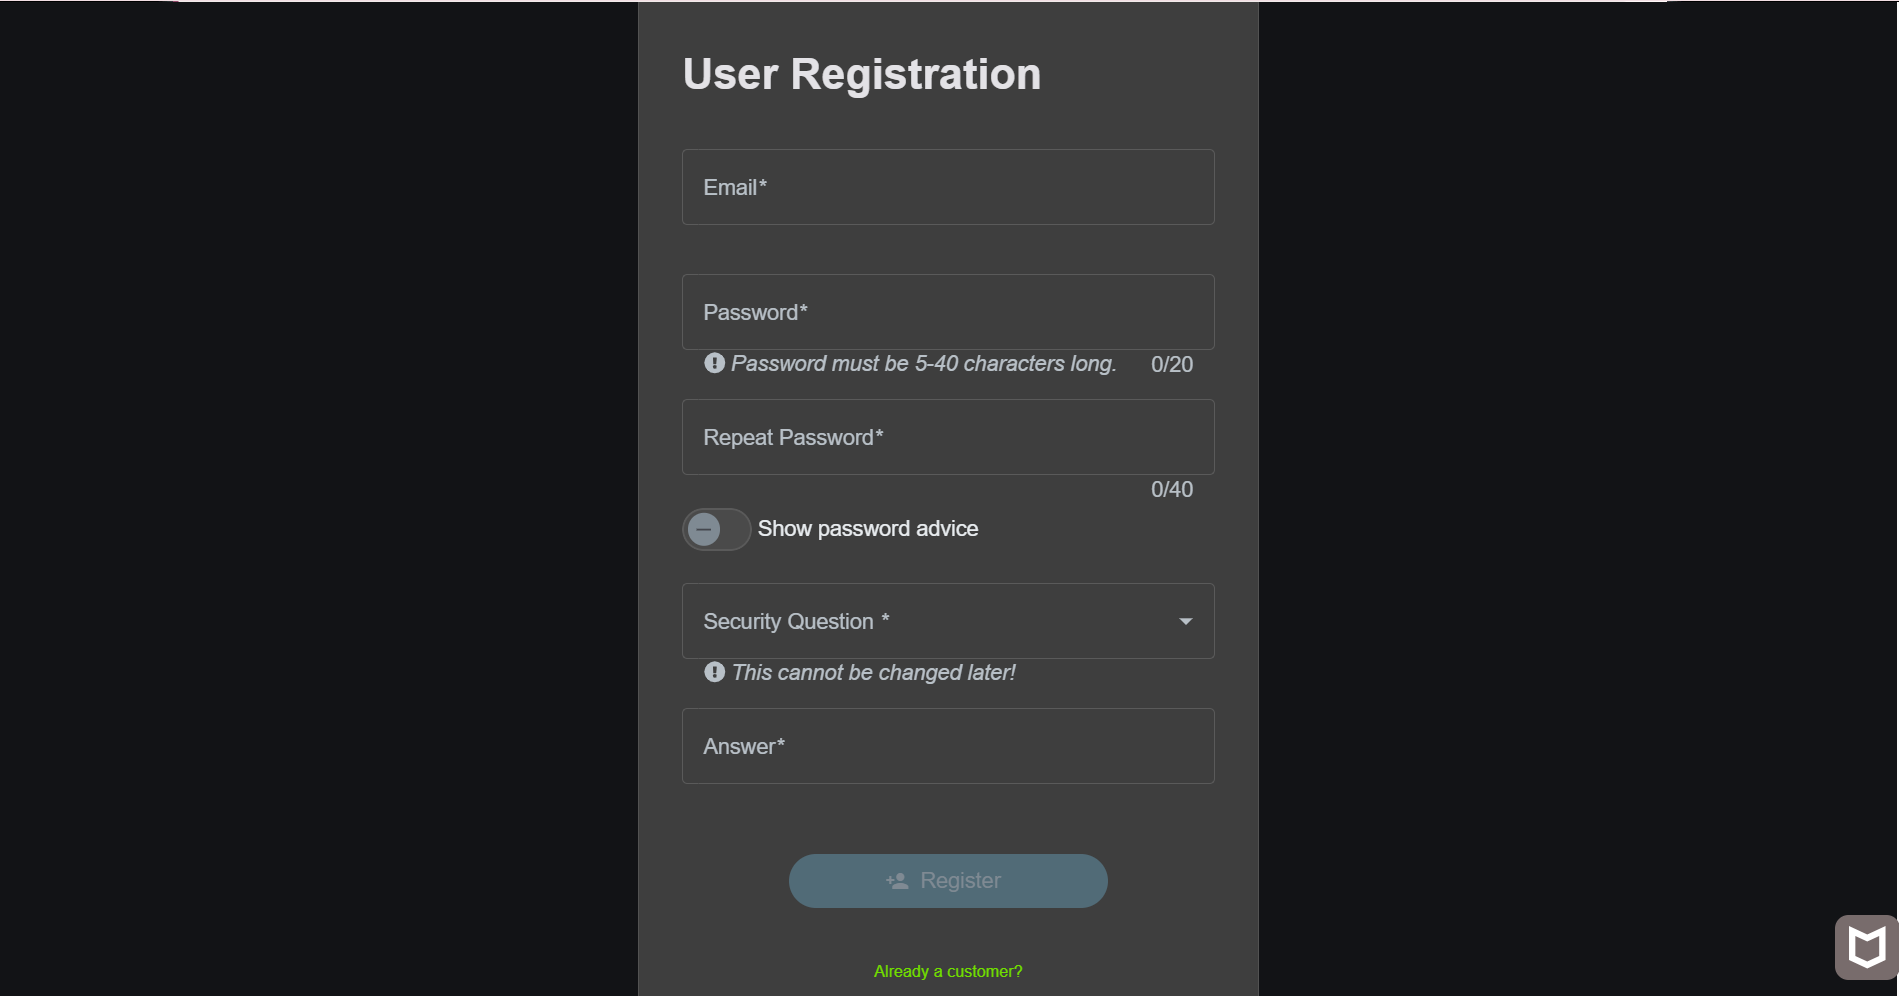 User Registration
Email*
Password*
Password must be 5-40 characters long. 0/20
Repeat Password*
0/40
Show password advice
Security Question *
This cannot be changed later!
Answer*
Register
Already a customer?